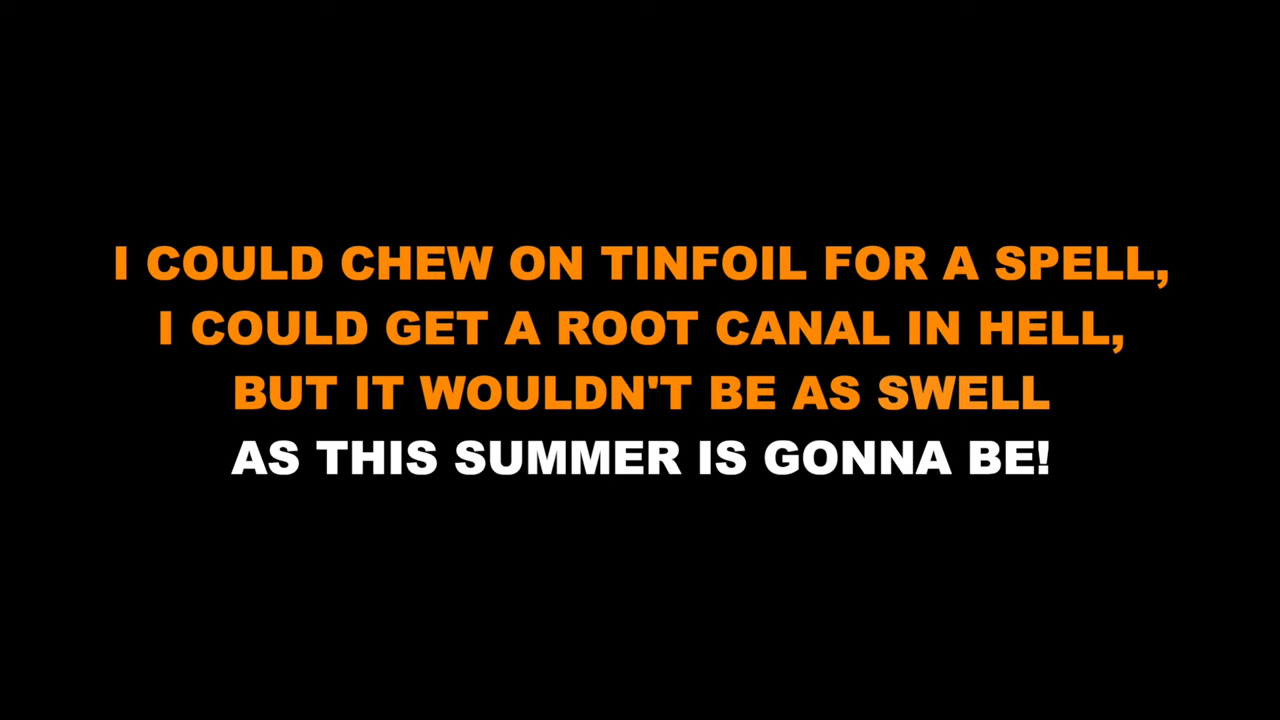 I COULD CHEW ON TINFOIL FOR A SPELL,
I COULD GET A ROOT CANAL IN HELL,
BUT IT WOULDN'T BE AS SWELL
AS THIS SUMMER IS GONNA BE!